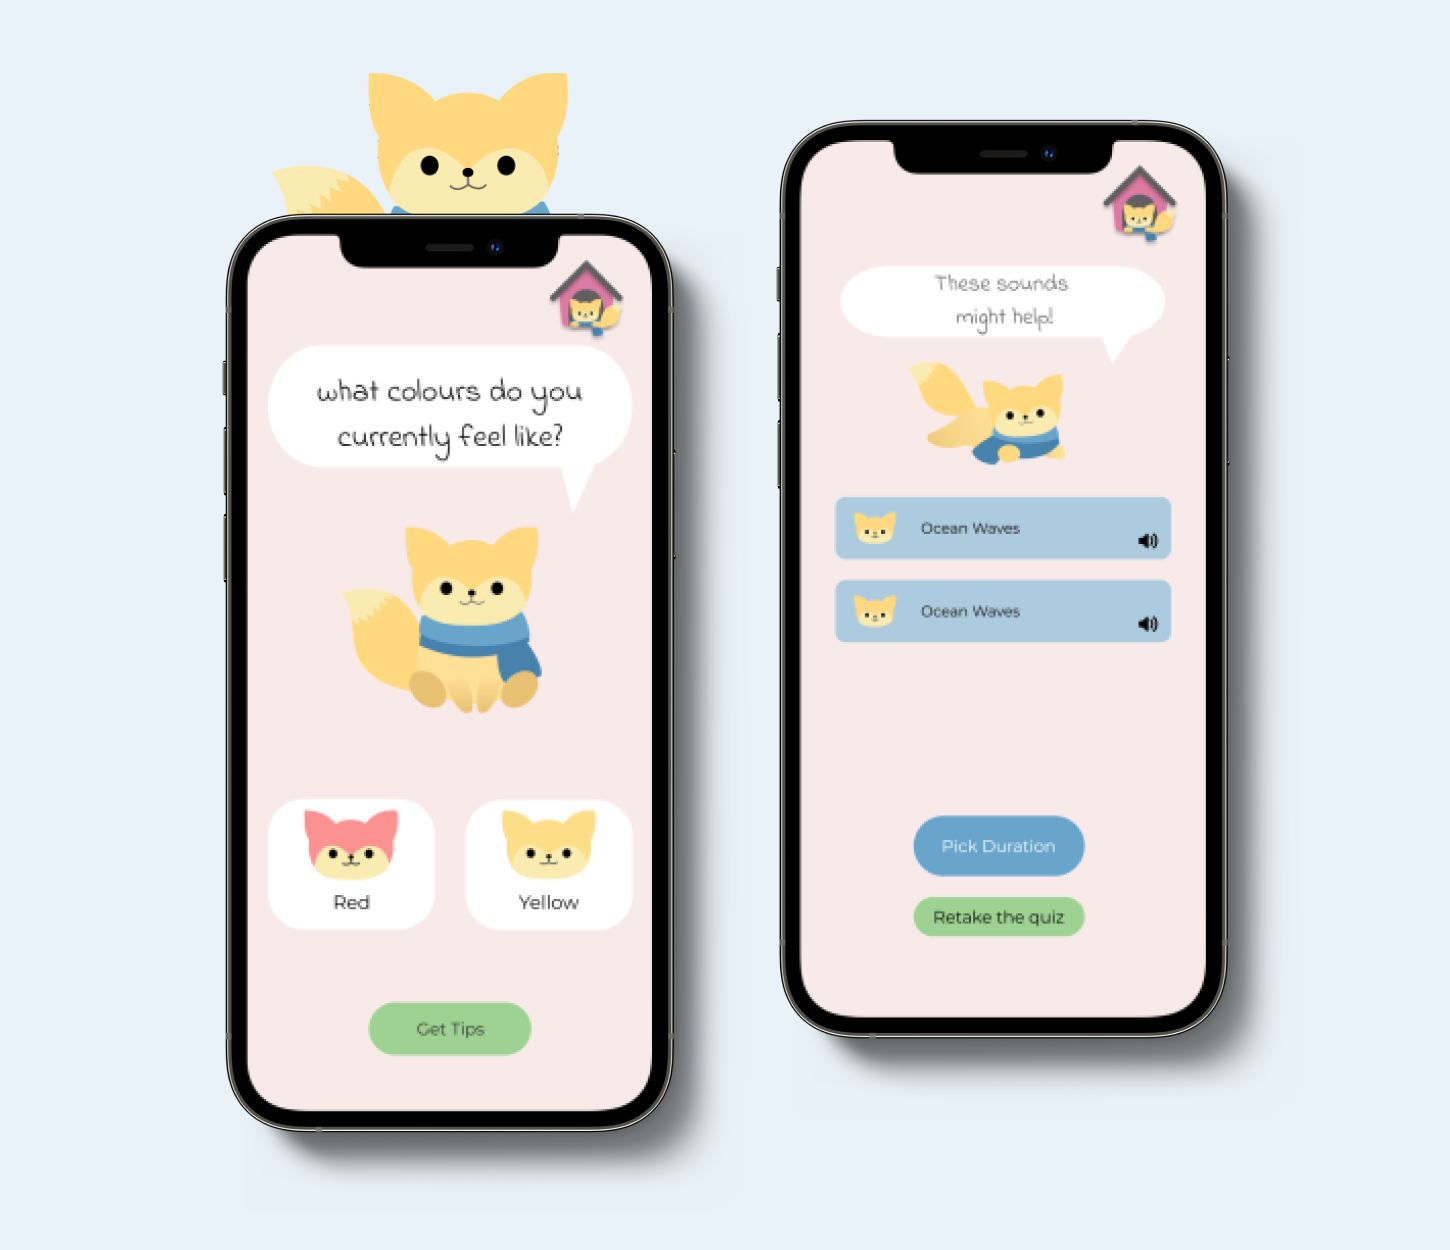 what colours do you
currently feel like?
Red
Yellow
Get Tips
These sounds
might help!
Ocean Waves
Ocean Waves
Pick Duration
Retake the quiz